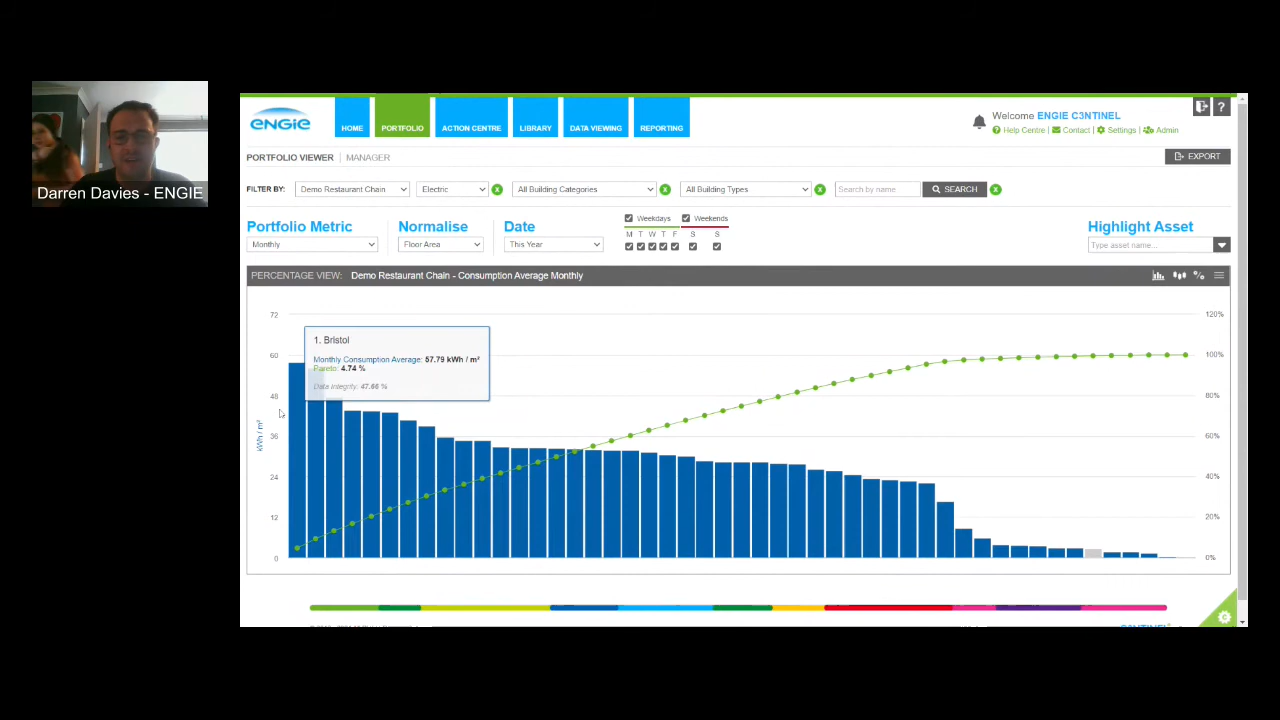 Darren Davies - ENGIE
ENGIE
HOME
PORTFOLIO
ACTION CENTRE
LIBRARY
DATA VIEWING
REPORTING
Welcome ENGIE C3NTINEL
?
Help Centre | Contact | Settings | Admin
PORTFOLIO VIEWER | MANAGER
EXPORT
FILTER BY:
Demo Restaurant Chain
Electric
All Building Categories
All Building Types
Search by name
SEARCH
Portfolio Metric
Monthly
Normalise
Floor Area
Date
This Year
Weekdays
Weekends
M T W T F S S
Highlight Asset
Type asset name...
PERCENTAGE VIEW: Demo Restaurant Chain - Consumption Average Monthly
%
72
60
48
36
24
12
0
kWh / m²
1. Bristol
Monthly Consumption Average: 57.79 kWh / m²
Pareto: 4.74 %
Data Integrity: 47.66 %
120%
100%
80%
60%
40%
20%
0%
C3NTINEL